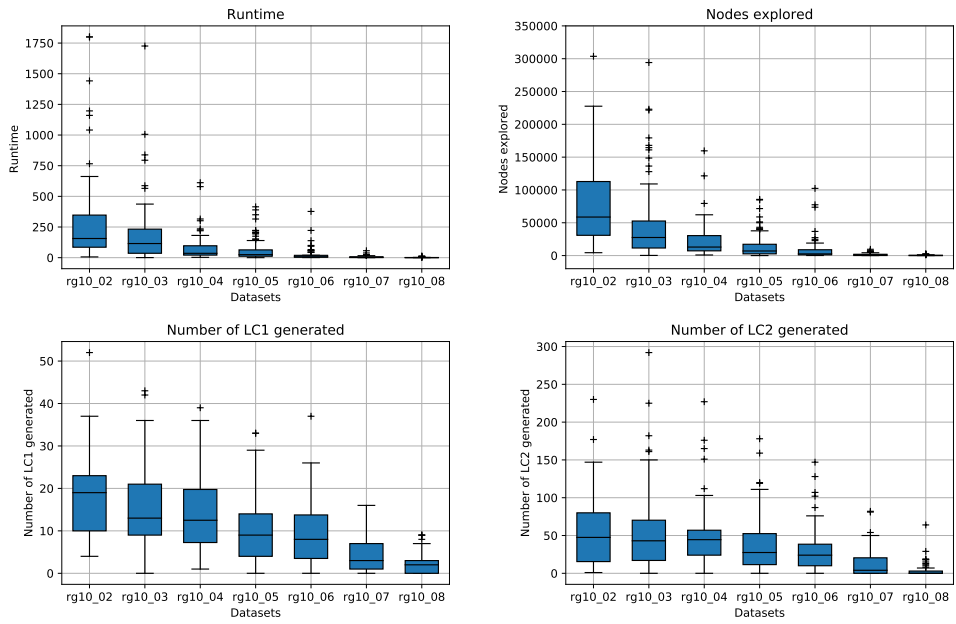 Runtime
Runtime
1750
1500
1250
1000
750
500
250
0
rg10_02 rg10_03 rg10_04 rg10_05 rg10_06 rg10_07 rg10_08
Datasets
Nodes explored
Nodes explored
350000
300000
250000
200000
150000
100000
50000
0
rg10_02 rg10_03 rg10_04 rg10_05 rg10_06 rg10_07 rg10_08
Datasets
Number of LC1 generated
Number of LC1 generated
50
40
30
20
10
0
rg10_02 rg10_03 rg10_04 rg10_05 rg10_06 rg10_07 rg10_08
Datasets
Number of LC2 generated
Number of LC2 generated
300
250
200
150
100
50
0
rg10_02 rg10_03 rg10_04 rg10_05 rg10_06 rg10_07 rg10_08
Datasets